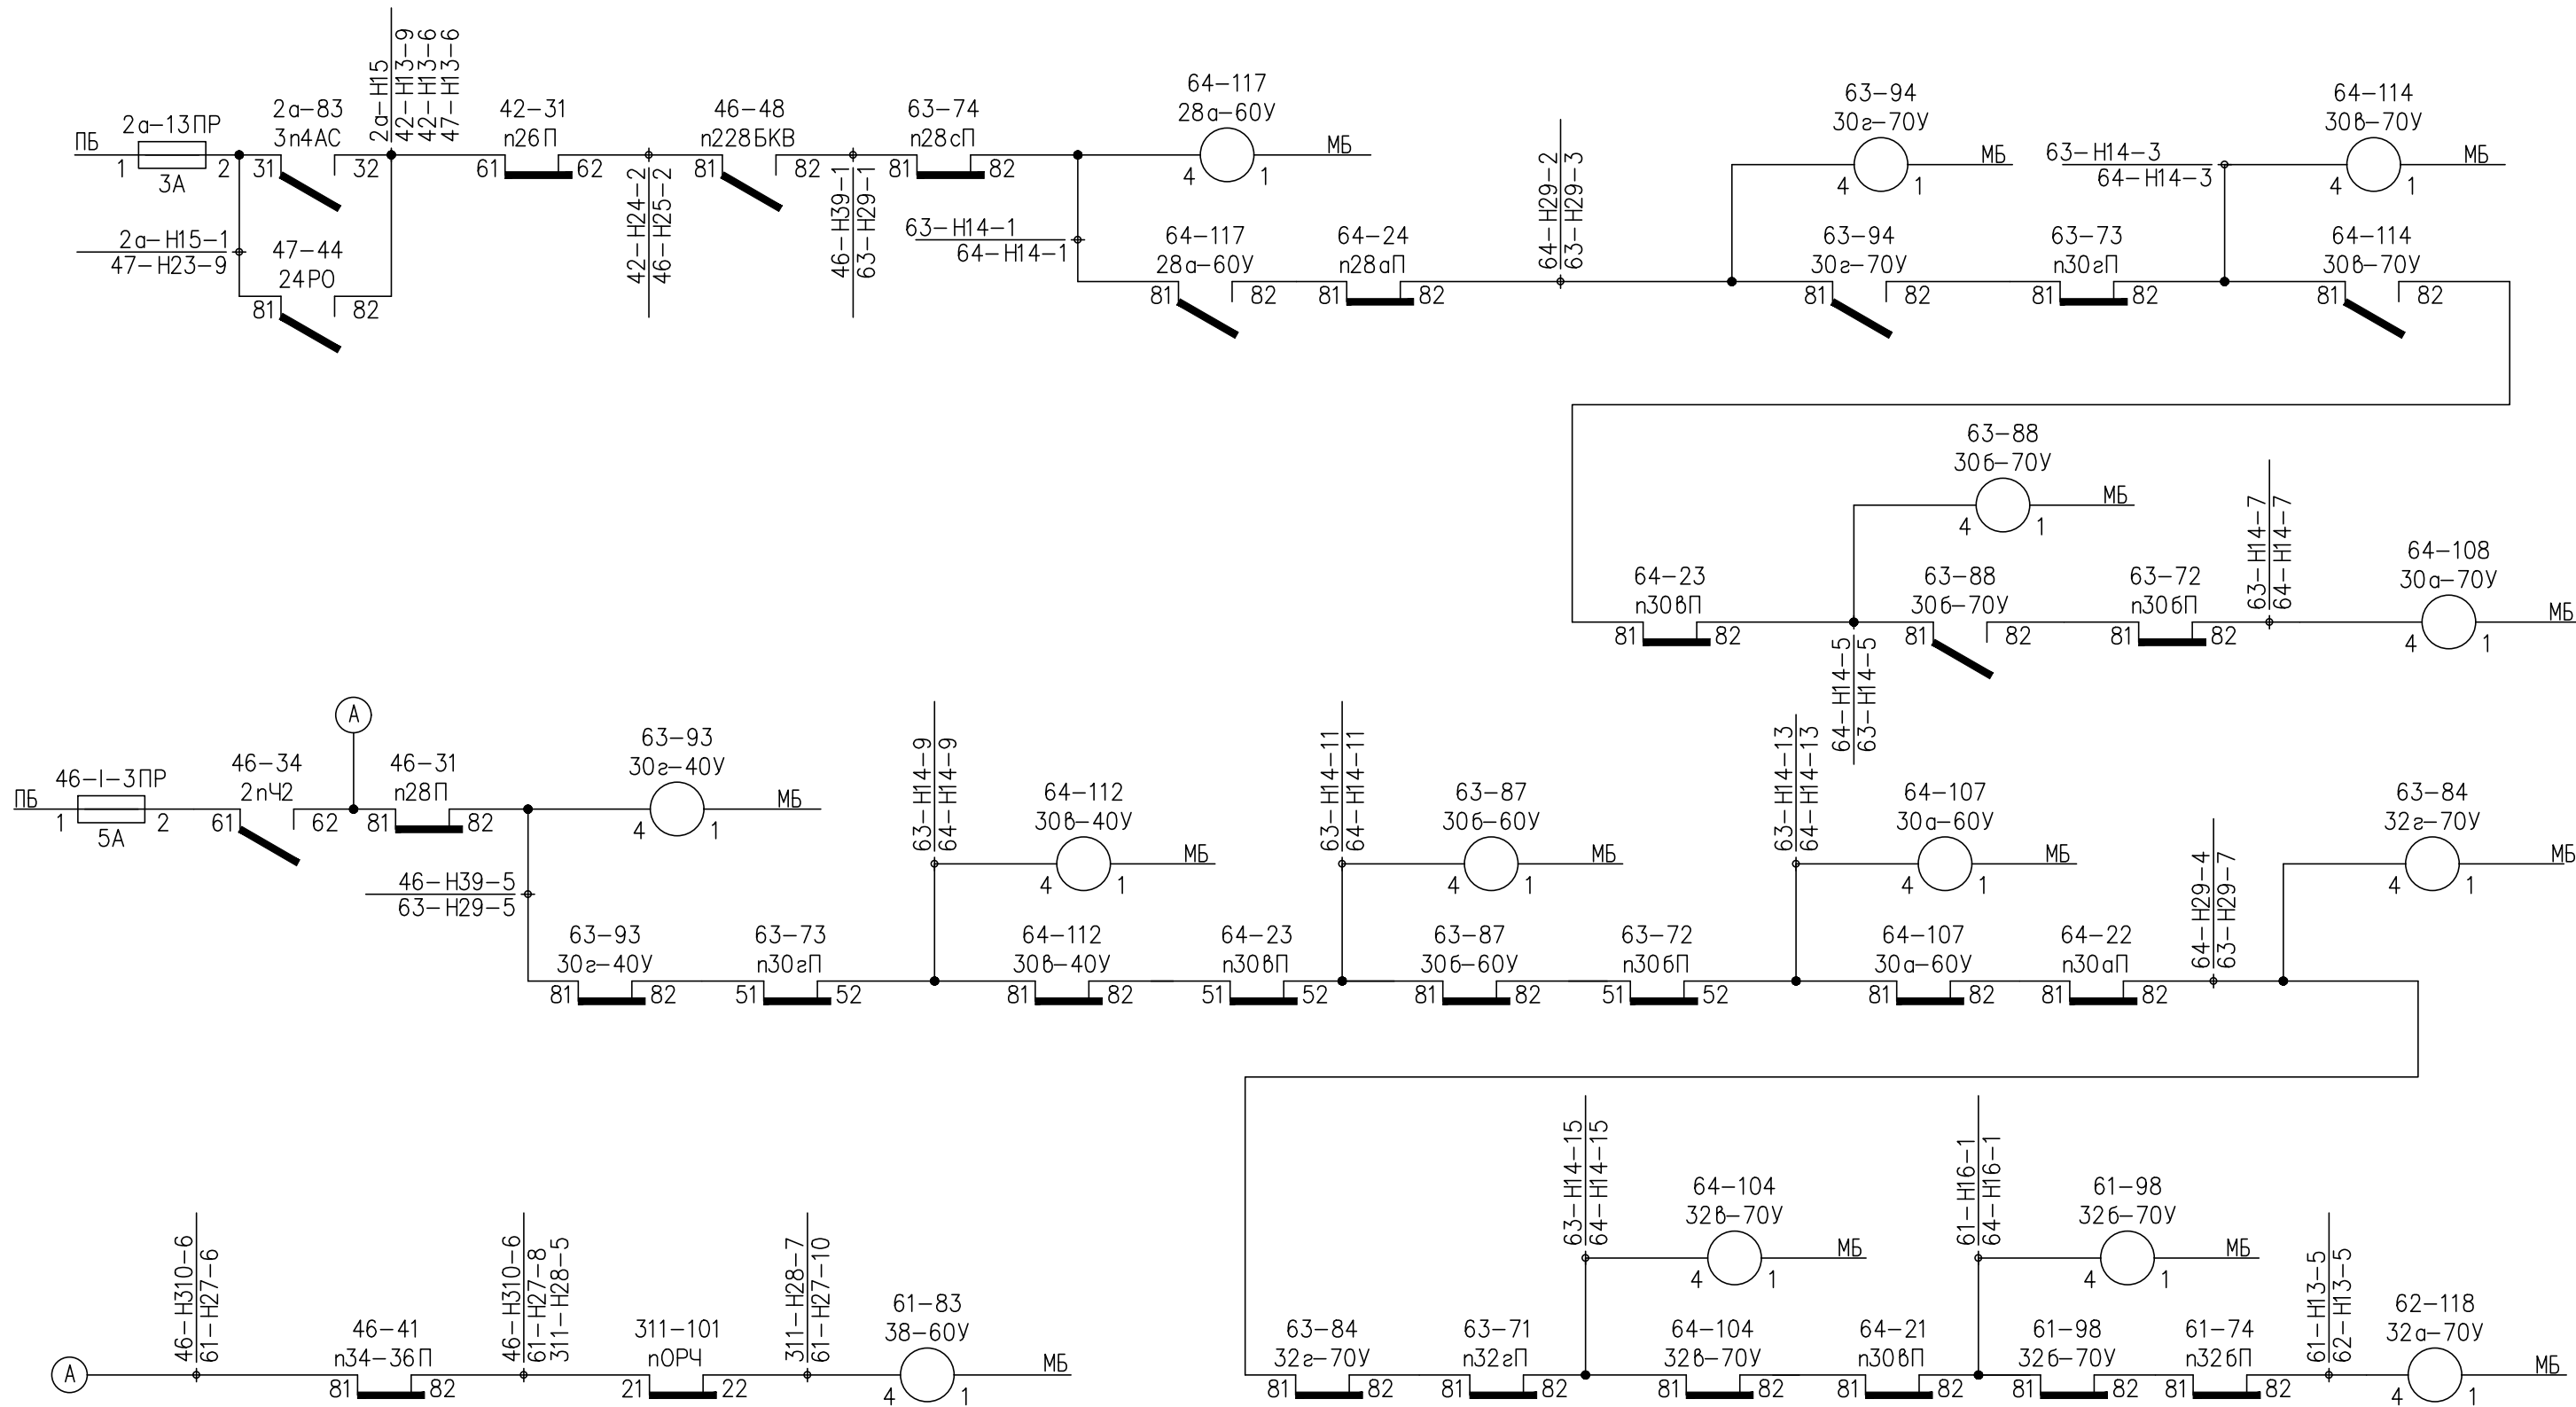 ПБ
1
2а-13ПР
3А
2
2а-83
3п4АС
31
32
2а-Н15
42-Н13-9
42-Н13-6
47-Н13-6
2а-Н15-1
47-Н23-9
47-44
24РО
81
82
42-31
п26П
61
62
42-Н24-2
46-Н25-2
46-48
п228БКВ
81
82
46-Н39-1
63-Н29-1
63-74
п28сП
81
82
64-117
28а-60У
4
1
МБ
63-Н14-1
64-Н14-1
64-117
28а-60У
81
82
64-24
п28аП
81
82
64-Н29-2
63-Н29-3
63-94
30г-70У
4
1
МБ
63-94
30г-70У
81
82
63-73
п30гП
81
82
63-Н14-3
64-Н14-3
64-114
30в-70У
4
1
МБ
64-114
30в-70У
81
82
64-23
п30вП
81
82
64-Н14-5
63-Н14-5
63-88
30б-70У
4
1
МБ
63-88
30б-70У
81
82
63-72
п30бП
81
82
63-Н14-7
64-Н14-7
64-108
30а-70У
4
1
МБ
ПБ
1
46-I-3ПР
5А
2
46-34
2пЧ2
61
62
А
46-31
п28П
81
82
63-93
30г-40У
4
1
МБ
46-Н39-5
63-Н29-5
63-93
30г-40У
81
82
63-73
п30гП
51
52
63-Н14-9
64-Н14-9
64-112
30в-40У
4
1
МБ
64-112
30в-40У
81
82
64-23
п30вП
51
52
63-Н14-11
64-Н14-11
63-87
30б-60У
4
1
МБ
63-87
30б-60У
81
82
63-72
п30бП
51
52
63-Н14-13
64-Н14-13
64-107
30а-60У
4
1
МБ
64-107
30а-60У
81
82
64-22
п30аП
81
82
64-Н29-4
63-Н29-7
63-84
32г-70У
4
1
МБ
63-84
32г-70У
81
82
63-71
п32гП
81
82
63-Н14-15
64-Н14-15
64-104
32в-70У
4
1
МБ
64-104
32в-70У
81
82
64-21
п30вП
81
82
61-Н16-1
64-Н16-1
61-98
32б-70У
4
1
МБ
61-98
32б-70У
81
82
61-74
п32бП
81
82
61-Н13-5
62-Н13-5
62-118
32а-70У
4
1
МБ
А
46-Н310-6
61-Н27-6
46-41
п34-36П
81
82
46-Н310-6
61-Н27-8
311-Н28-5
311-101
пОРЧ
21
22
311-Н28-7
61-Н27-10
61-83
38-60У
4
1
МБ